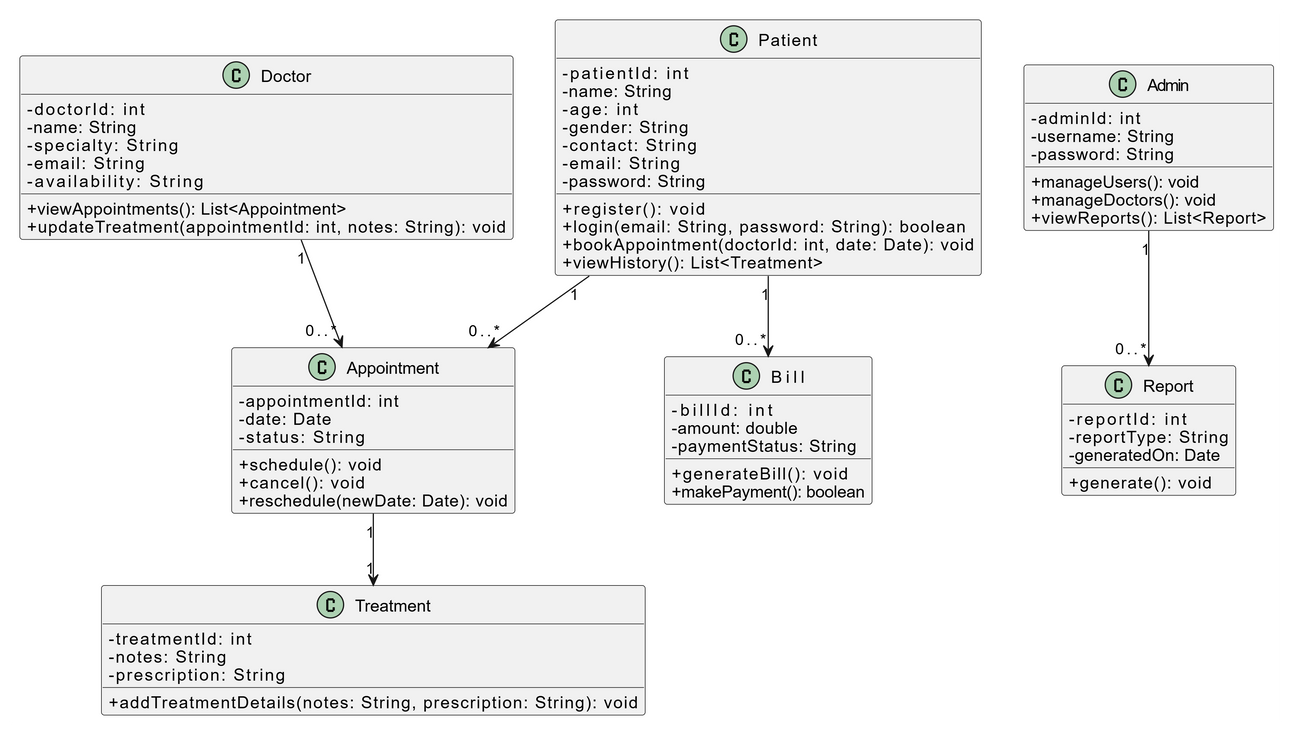 C Doctor
-doctorId: int
-name: String
-specialty: String
-email: String
-availability: String
+viewAppointments(): List<Appointment>
+updateTreatment(appointmentId: int, notes: String): void
C Patient
-patientId: int
-name: String
-age: int
-gender: String
-contact: String
-email: String
-password: String
+register(): void
+login(email: String, password: String): boolean
+bookAppointment(doctorId: int, date: Date): void
+viewHistory(): List<Treatment>
C Admin
-adminId: int
-username: String
-password: String
+manageUsers(): void
+manageDoctors(): void
+viewReports(): List<Report>
1
0..*
1
0..*
1
0..*
1
0..*
C Appointment
-appointmentId: int
-date: Date
-status: String
+schedule(): void
+cancel(): void
+reschedule(newDate: Date): void
C Bill
-billId: int
-amount: double
-paymentStatus: String
+generateBill(): void
+makePayment(): boolean
C Report
-reportId: int
-reportType: String
-generatedOn: Date
+generate(): void
1
1
C Treatment
-treatmentId: int
-notes: String
-prescription: String
+addTreatmentDetails(notes: String, prescription: String): void